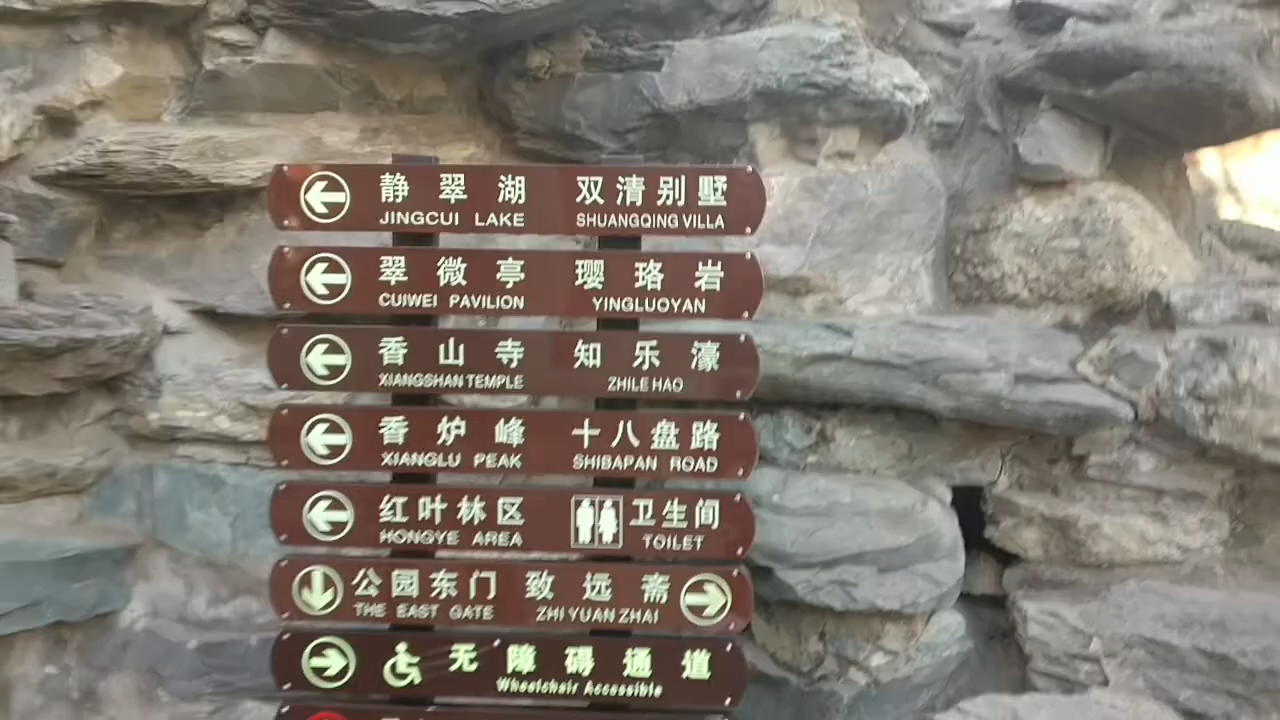 静翠湖 双清别墅
JINGCUI LAKE SHUANGQING VILLA
翠微亭 璎珞岩
CUIWEI PAVILION YINGLUOYAN
香山寺 知乐濠
XIANGSHAN TEMPLE ZHILE HAO
香炉峰 十八盘路
XIANGLU PEAK SHIBAPAN ROAD
红叶林区 卫生间
HONGYE AREA TOILET
公园东门 致远斋
THE EAST GATE ZHI YUAN ZHAI
无障碍通道
Wheelchair Accessible